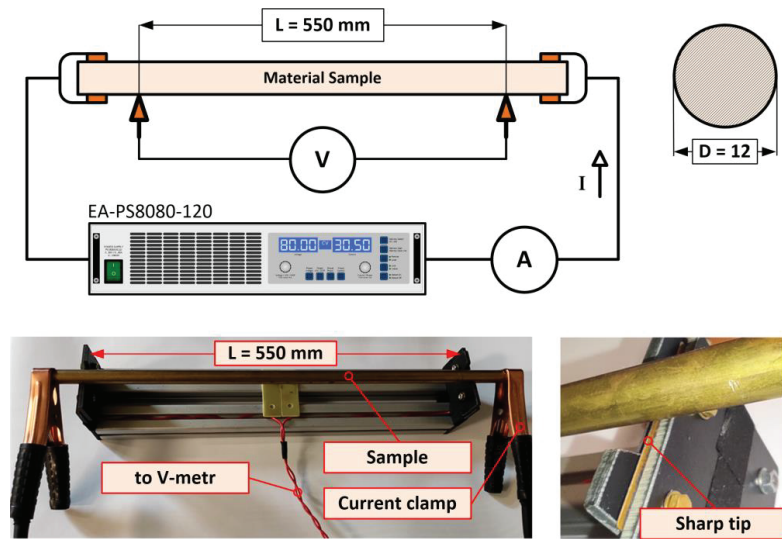 L = 550 mm
Material Sample
V
D = 12
I
EA-PS8080-120
80.00 30.50
A
L = 550 mm
Sample
to V-metr
Current clamp
Sharp tip